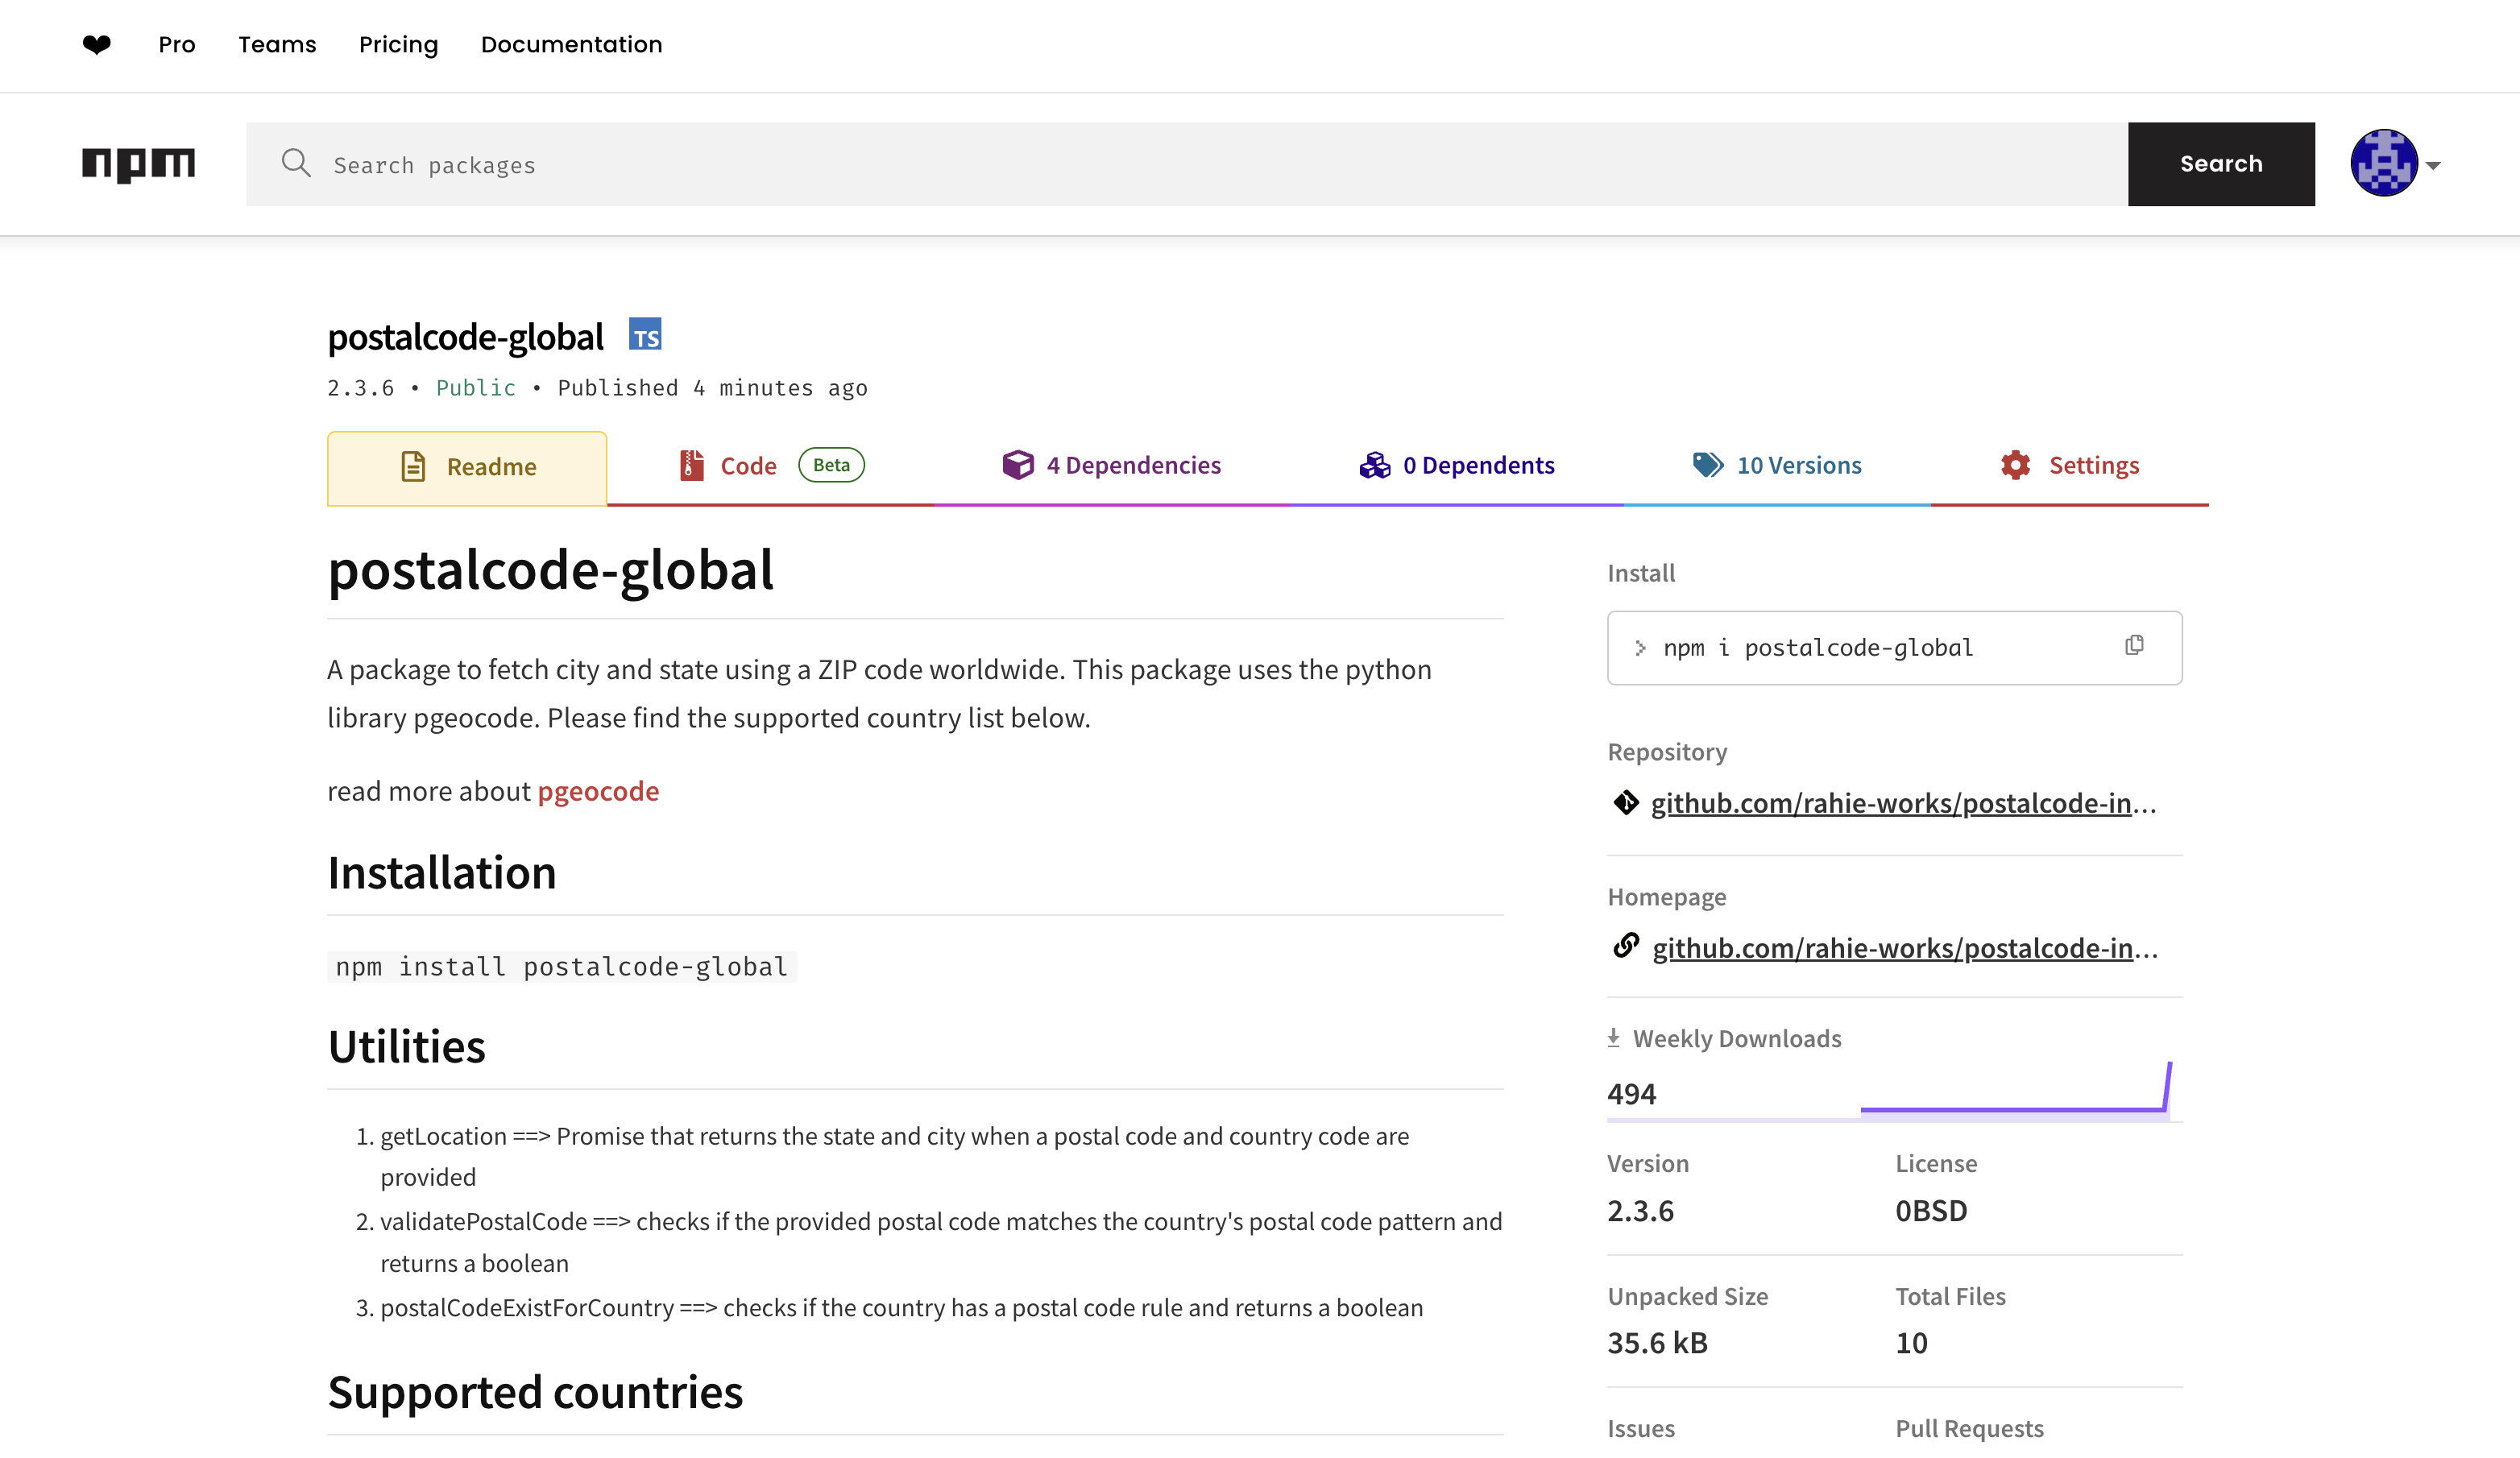 Pro Teams Pricing Documentation
npm
Search packages
Search
postalcode-global TS
2.3.6 • Public • Published 4 minutes ago
Readme
Code Beta
4 Dependencies
0 Dependents
10 Versions
Settings
postalcode-global
A package to fetch city and state using a ZIP code worldwide. This package uses the python
library pgeocode. Please find the supported country list below.
read more about pgeocode
Installation
npm install postalcode-global
Utilities
1. getLocation ==> Promise that returns the state and city when a postal code and country code are
provided
2. validatePostalCode ==> checks if the provided postal code matches the country's postal code pattern and
returns a boolean
3. postalCodeExistForCountry ==> checks if the country has a postal code rule and returns a boolean
Supported countries
Install
> npm i postalcode-global
Repository
github.com/rahie-works/postalcode-in…
Homepage
github.com/rahie-works/postalcode-in…
Weekly Downloads
494
Version
2.3.6
License
0BSD
Unpacked Size
35.6 kB
Total Files
10
Issues
Pull Requests